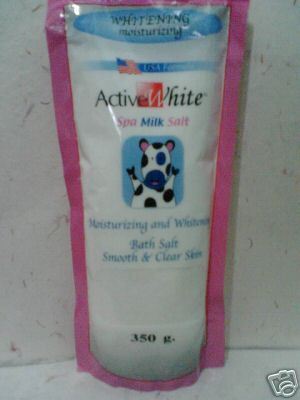 WHITENING
moisturizing
USA
ActiveWhite
Spa Milk Salt
Moisturizing and Whitening
Bath Salt
Smooth & Clear Skin
350 g.